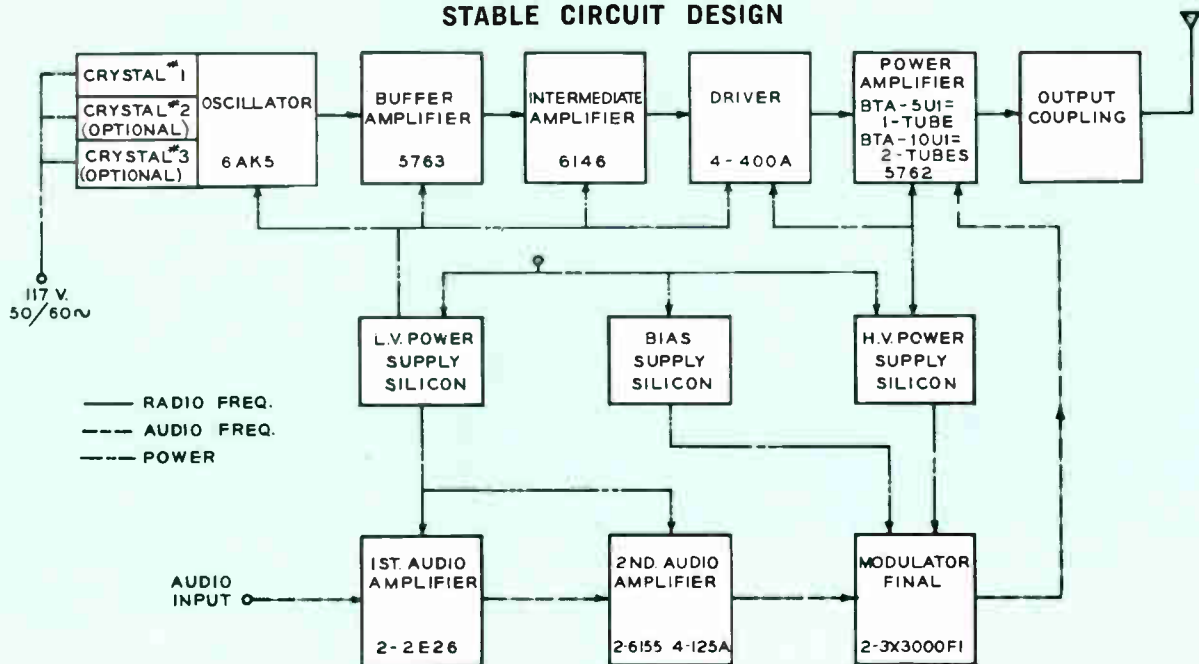 STABLE CIRCUIT DESIGN
CRYSTAL #1
CRYSTAL #2
(OPTIONAL)
CRYSTAL #3
(OPTIONAL)
OSCILLATOR
6AK5
BUFFER
AMPLIFIER
5763
INTERMEDIATE
AMPLIFIER
6146
DRIVER
4-400A
POWER
AMPLIFIER
BTA-5U1=
1-TUBE
BTA-10U1=
2-TUBES
5762
OUTPUT
COUPLING
117 V.
50/60~
L.V. POWER
SUPPLY
SILICON
BIAS
SUPPLY
SILICON
H.V. POWER
SUPPLY
SILICON
RADIO FREQ.
AUDIO FREQ.
POWER
AUDIO
INPUT
1ST. AUDIO
AMPLIFIER
2-2E26
2ND. AUDIO
AMPLIFIER
2-6155 4-125A
MODULATOR
FINAL
2-3X3000F1